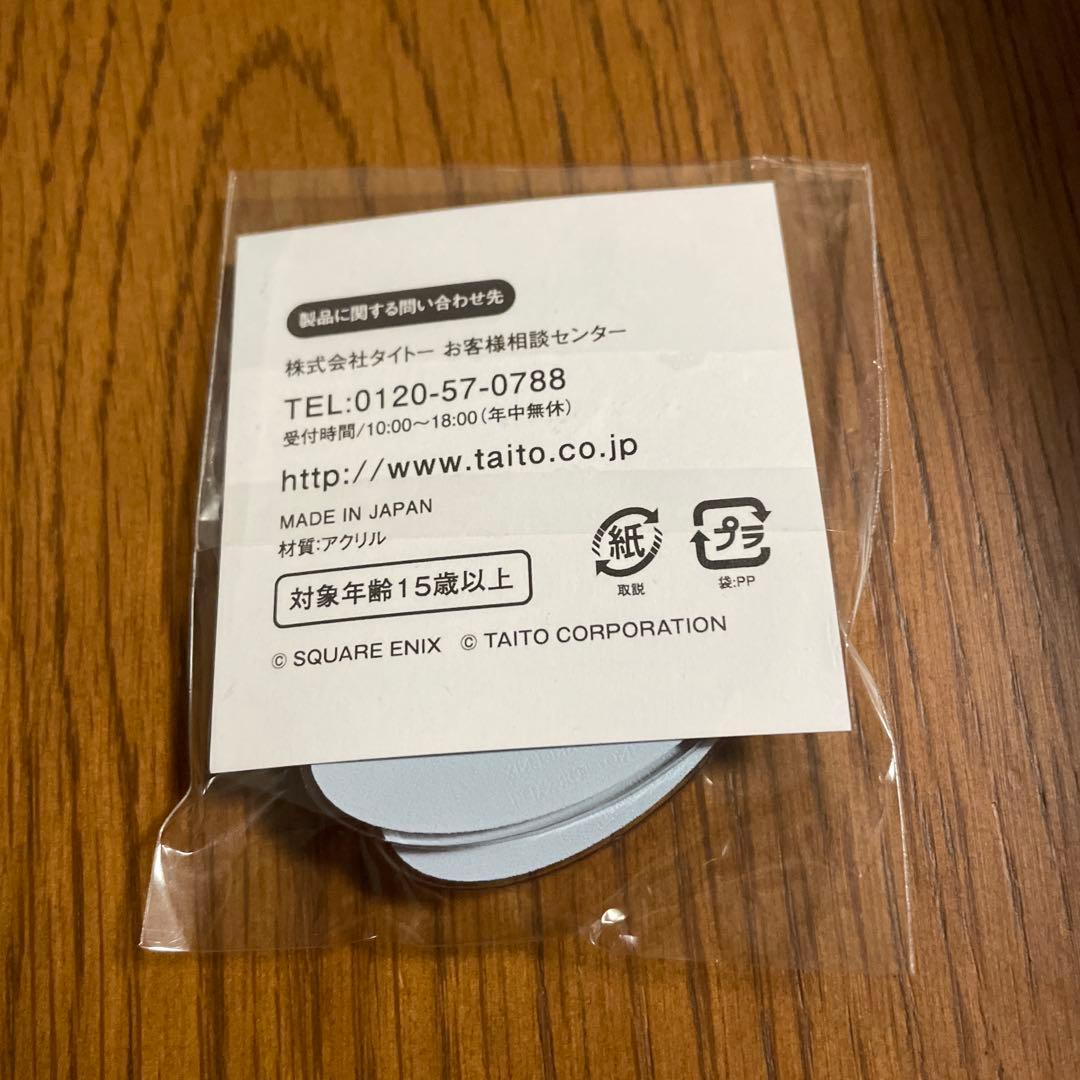 製品に関する問い合わせ先
株式会社タイトー お客様相談センター
TEL:0120-57-0788
受付時間/10:00〜18:00(年中無休)
http://www.taito.co.jp
MADE IN JAPAN
材質:アクリル
対象年齢15歳以上
紙
取説
プラ
袋:PP
© SQUARE ENIX © TAITO CORPORATION